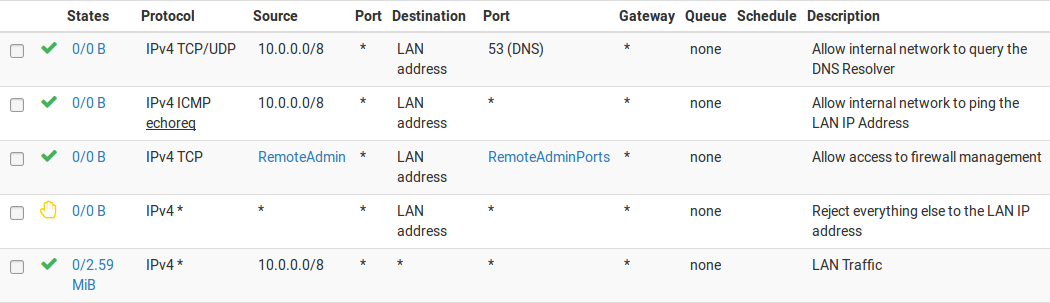 States Protocol Source Port Destination Port Gateway Queue Schedule Description
0/0 B IPv4 TCP/UDP 10.0.0.0/8 * LAN address 53 (DNS) * none Allow internal network to query the DNS Resolver
0/0 B IPv4 ICMP echoreq 10.0.0.0/8 * LAN address * * none Allow internal network to ping the LAN IP Address
0/0 B IPv4 TCP RemoteAdmin * LAN address RemoteAdminPorts * none Allow access to firewall management
0/0 B IPv4 * * * LAN address * * none Reject everything else to the LAN IP address
0/2.59 MiB IPv4 * 10.0.0.0/8 * * * * none LAN Traffic